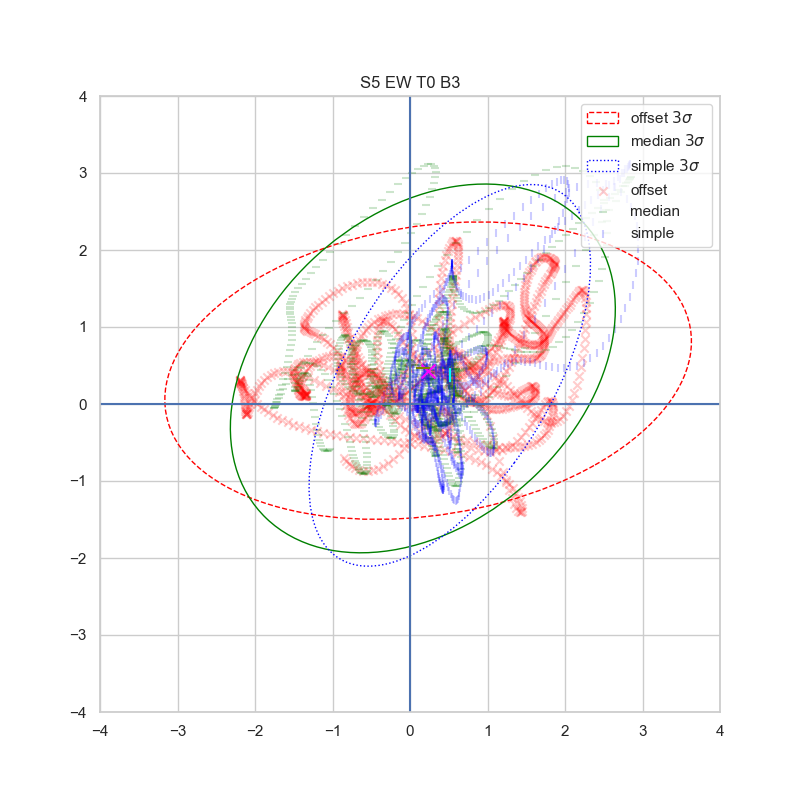 S5 EW T0 B3
offset 3σ
median 3σ
simple 3σ
offset
median
simple
4
3
2
1
0
−1
−2
−3
−4
−4 −3 −2 −1 0 1 2 3 4